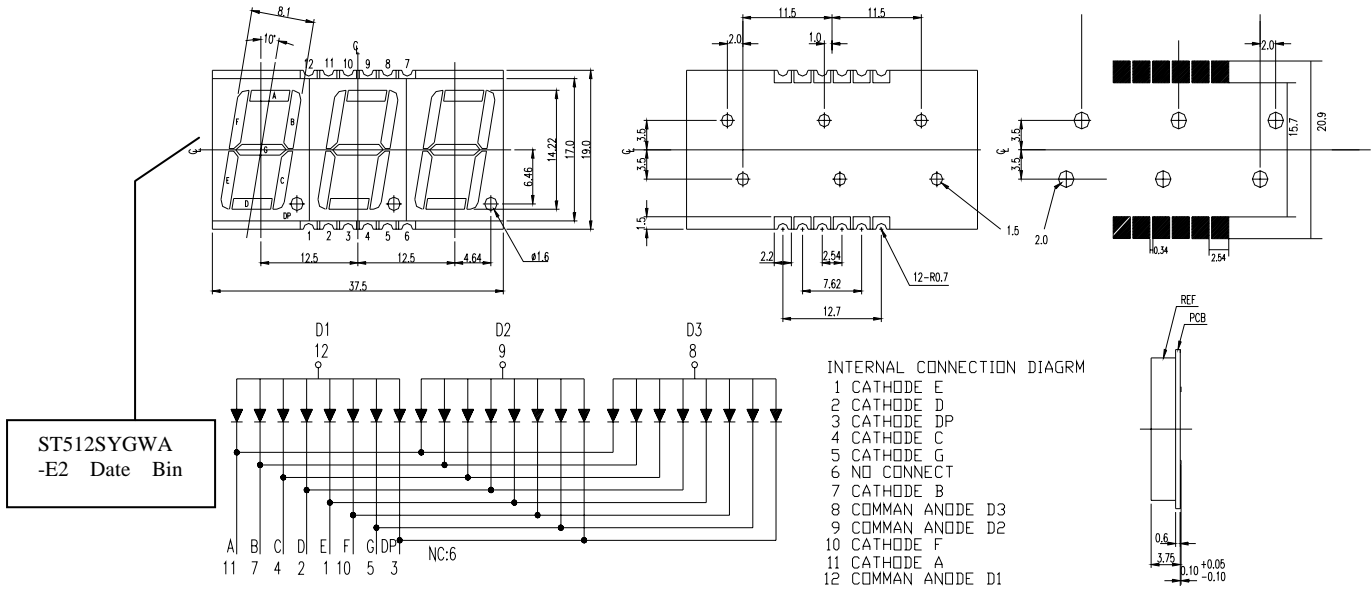 8.1
10°
℄
12 11 10 9 8 7
A
F B
G
E C
D
DP
1 2 3 4 5 6
6.46
14.22
17.0
19.0
12.5 12.5 4.64
ø1.6
37.5
11.5 11.5
2.0 1.0
℄
3.5
3.5
1.5
1.5
2.2 2.54
12-R0.7
7.62
12.7
2.0
℄
3.5
3.5
15.7
20.9
2.0
0.34 2.54
ST512SYGWA
-E2 Date Bin
D1 D2 D3
12 9 8
A B C D E F G DP
11 7 4 2 1 10 5 3
NC:6
INTERNAL CONNECTION DIAGRM
1 CATHODE E
2 CATHODE D
3 CATHODE DP
4 CATHODE C
5 CATHODE G
6 NO CONNECT
7 CATHODE B
8 COMMAN ANODE D3
9 COMMAN ANODE D2
10 CATHODE F
11 CATHODE A
12 COMMAN ANODE D1
REF
PCB
0.6
3.75
0.10 +0.05
-0.10